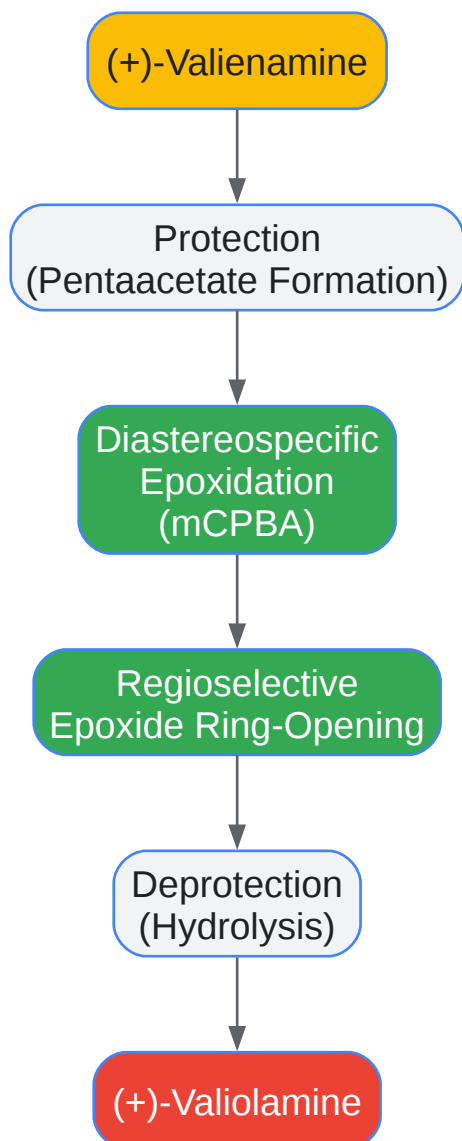 (+)-Valienamine
Protection
(Pentaacetate Formation)
Diastereospecific
Epoxidation
(mCPBA)
Regioselective
Epoxide Ring-Opening
Deprotection
(Hydrolysis)
(+)-Valiolamine